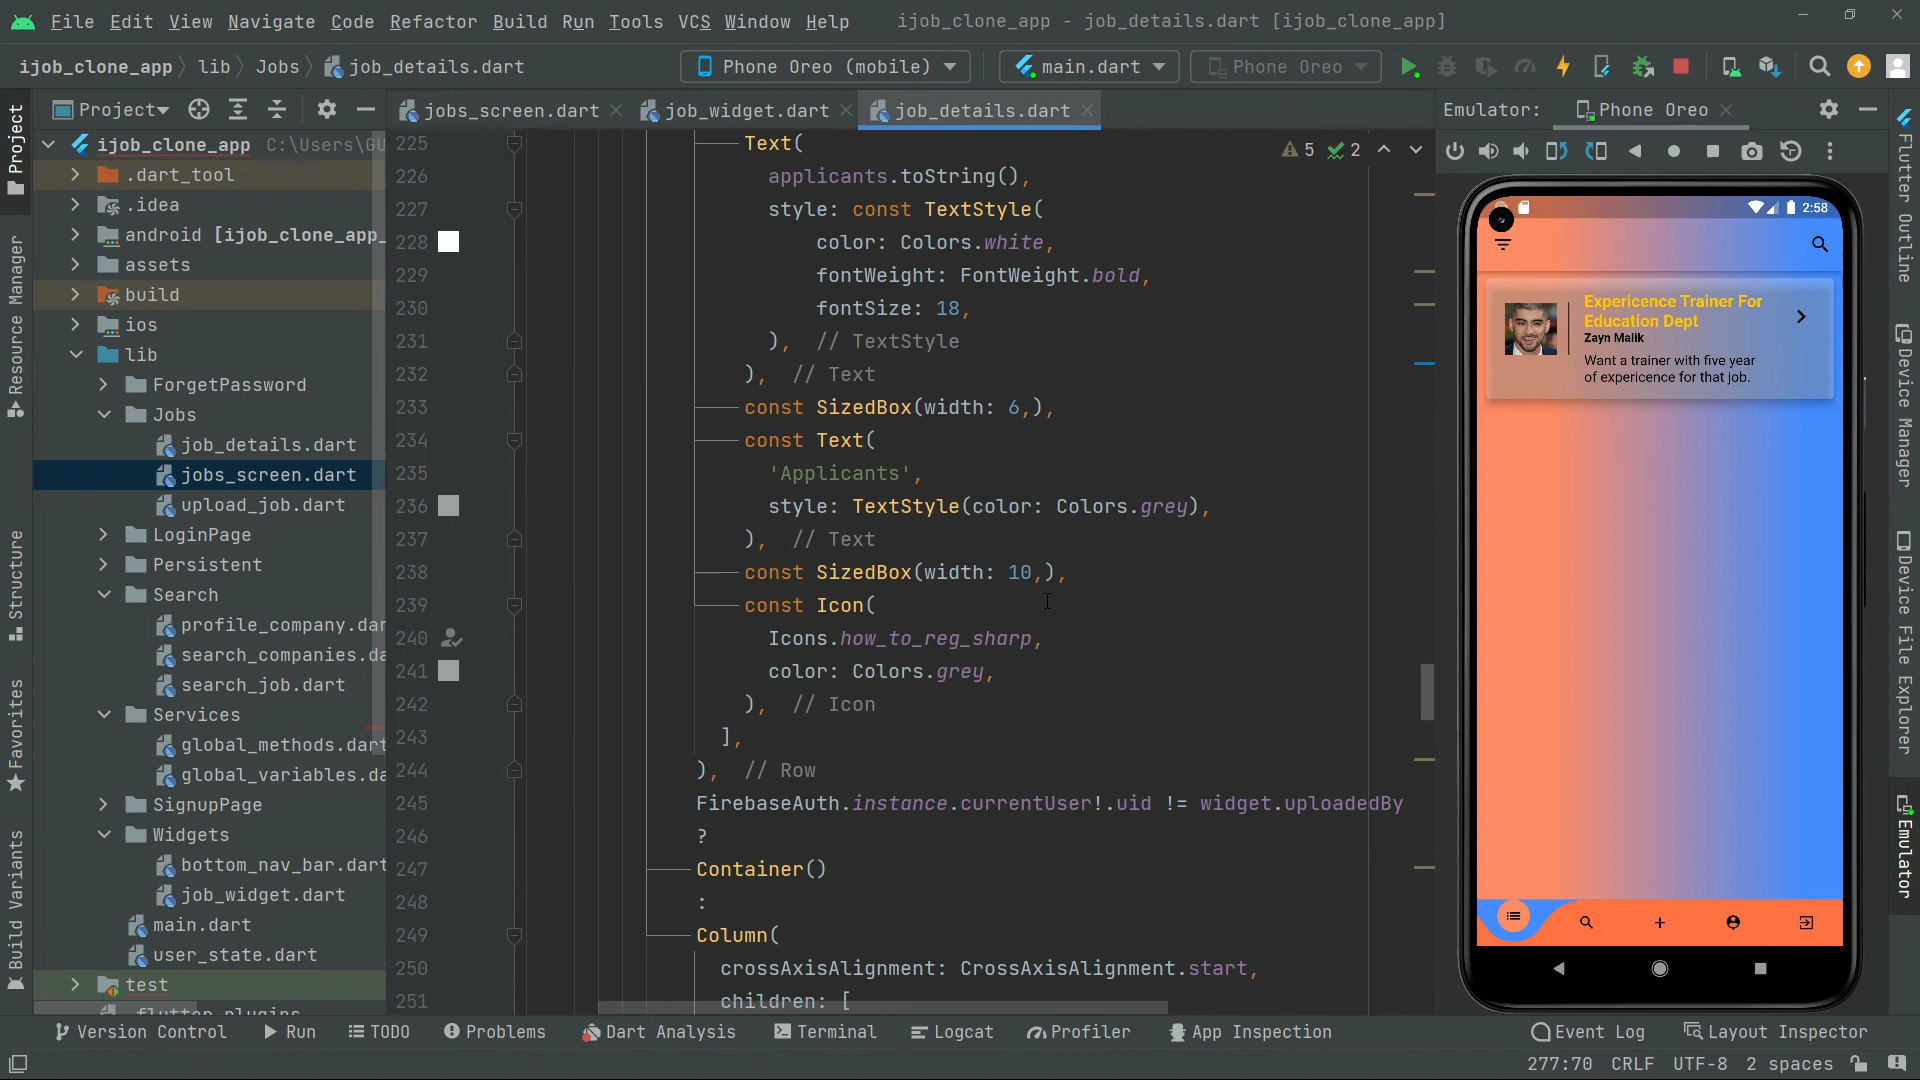 File Edit View Navigate Code Refactor Build Run Tools VCS Window Help ijob_clone_app - job_details.dart [ijob_clone_app]
ijob_clone_app lib Jobs job_details.dart Phone Oreo (mobile) main.dart Phone Oreo
Project jobs_screen.dart job_widget.dart job_details.dart Emulator: Phone Oreo
Project
Resource Manager
Structure
Favorites
Build Variants
ijob_clone_app C:\Users\GU
.dart_tool
.idea
android [ijob_clone_app_
assets
build
ios
lib
ForgetPassword
Jobs
job_details.dart
jobs_screen.dart
upload_job.dart
LoginPage
Persistent
Search
profile_company.dar
search_companies.da
search_job.dart
Services
global_methods.dart
global_variables.da
SignupPage
Widgets
bottom_nav_bar.dart
job_widget.dart
main.dart
user_state.dart
test
.flutter-plugins
5 2
225 Text(
226 applicants.toString(),
227 style: const TextStyle(
228 color: Colors.white,
229 fontWeight: FontWeight.bold,
230 fontSize: 18,
231 ), // TextStyle
232 ), // Text
233 const SizedBox(width: 6,),
234 const Text(
235 'Applicants',
236 style: TextStyle(color: Colors.grey),
237 ), // Text
238 const SizedBox(width: 10,),
239 const Icon(
240 Icons.how_to_reg_sharp,
241 color: Colors.grey,
242 ), // Icon
243 ],
244 ), // Row
245 FirebaseAuth.instance.currentUser!.uid != widget.uploadedBy
246 ?
247 Container()
248 :
249 Column(
250 crossAxisAlignment: CrossAxisAlignment.start,
251 children: [
2:58
Expericence Trainer For
Education Dept
Zayn Malik
Want a trainer with five year
of expericence for that job.
Flutter Outline
Device Manager
Device File Explorer
Emulator
Version Control Run TODO Problems Dart Analysis Terminal Logcat Profiler App Inspection Event Log Layout Inspector
277:70 CRLF UTF-8 2 spaces